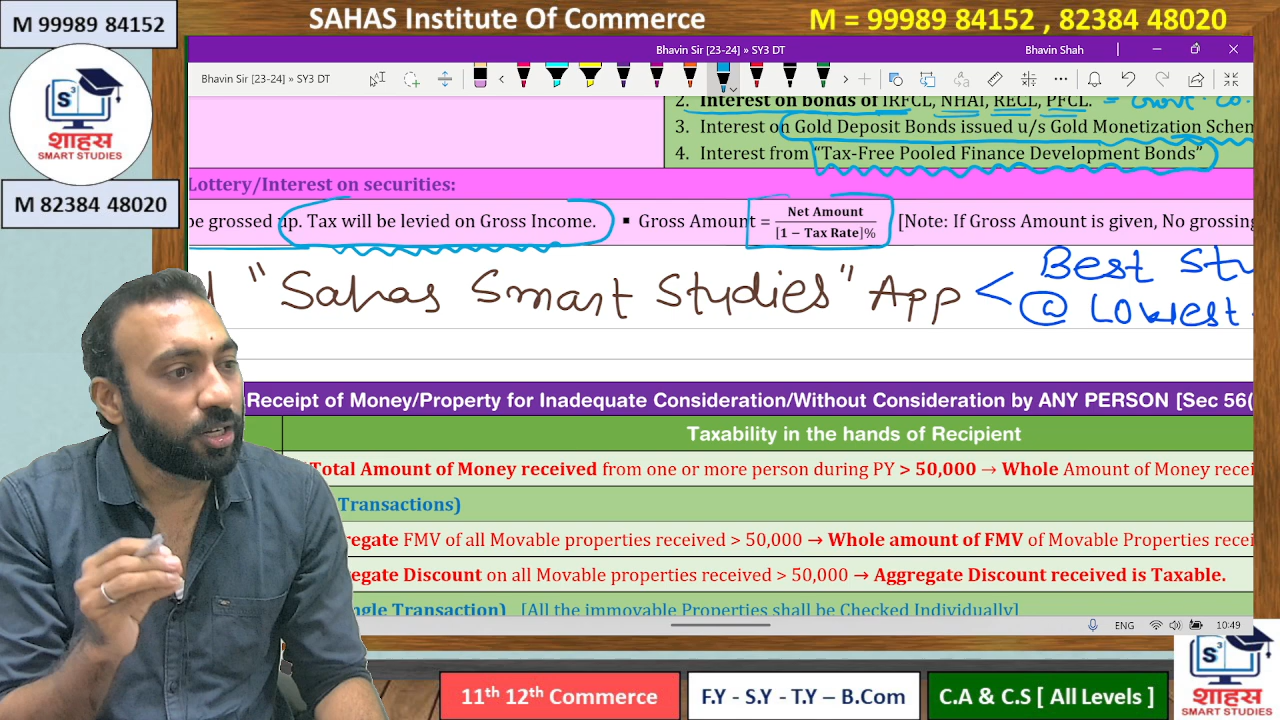 M 99989 84152
SAHAS Institute Of Commerce
M = 99989 84152 , 82384 48020
S³
शाहस
SMART STUDIES
M 82384 48020
Bhavin Sir [23-24] » SY3 DT
Bhavin Shah
Bhavin Sir [23-24] » SY3 DT
2. Interest on bonds of IRFCL, NHAI, RECL, PFCL. = Govt. Co.
3. Interest on Gold Deposit Bonds issued u/s Gold Monetization Schem
4. Interest from “Tax-Free Pooled Finance Development Bonds”
Lottery/Interest on securities:
be grossed up. Tax will be levied on Gross Income. ▪ Gross Amount = Net Amount / [1 − Tax Rate]% [Note: If Gross Amount is given, No grossing
"Sahas Smart Studies" App < Best Stu
@ Lowest
Receipt of Money/Property for Inadequate Consideration/Without Consideration by ANY PERSON [Sec 56(
Taxability in the hands of Recipient
Total Amount of Money received from one or more person during PY > 50,000 → Whole Amount of Money recei
Transactions)
regate FMV of all Movable properties received > 50,000 → Whole amount of FMV of Movable Properties recei
egate Discount on all Movable properties received > 50,000 → Aggregate Discount received is Taxable.
ngle Transaction) [All the immovable Properties shall be Checked Individually]
ENG
10:49
11th 12th Commerce
F.Y - S.Y - T.Y – B.Com
C.A & C.S [ All Levels ]
S³
शाहस
SMART STUDIES